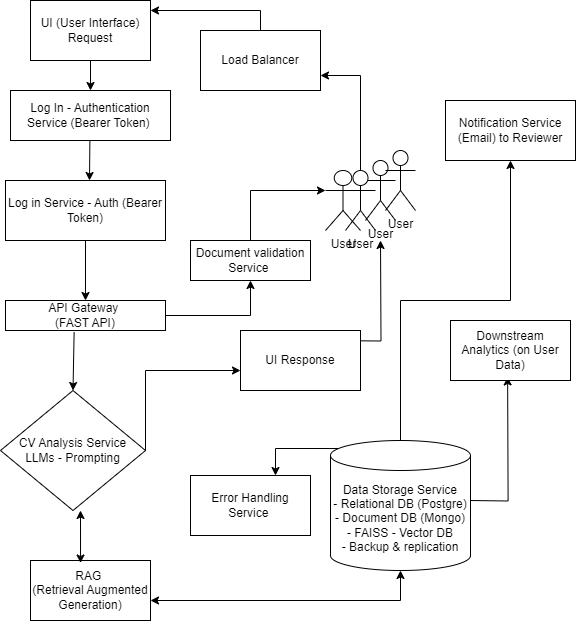 UI (User Interface)
Request
Load Balancer
Log In - Authentication
Service (Bearer Token)
Notification Service
(Email) to Reviewer
Log in Service - Auth (Bearer
Token)
User
User
User
User
Document validation
Service
API Gateway
(FAST API)
UI Response
Downstream
Analytics (on User
Data)
CV Analysis Service
LLMs - Prompting
Error Handling
Service
Data Storage Service
- Relational DB (Postgre)
- Document DB (Mongo)
- FAISS - Vector DB
- Backup & replication
RAG
(Retrieval Augmented
Generation)